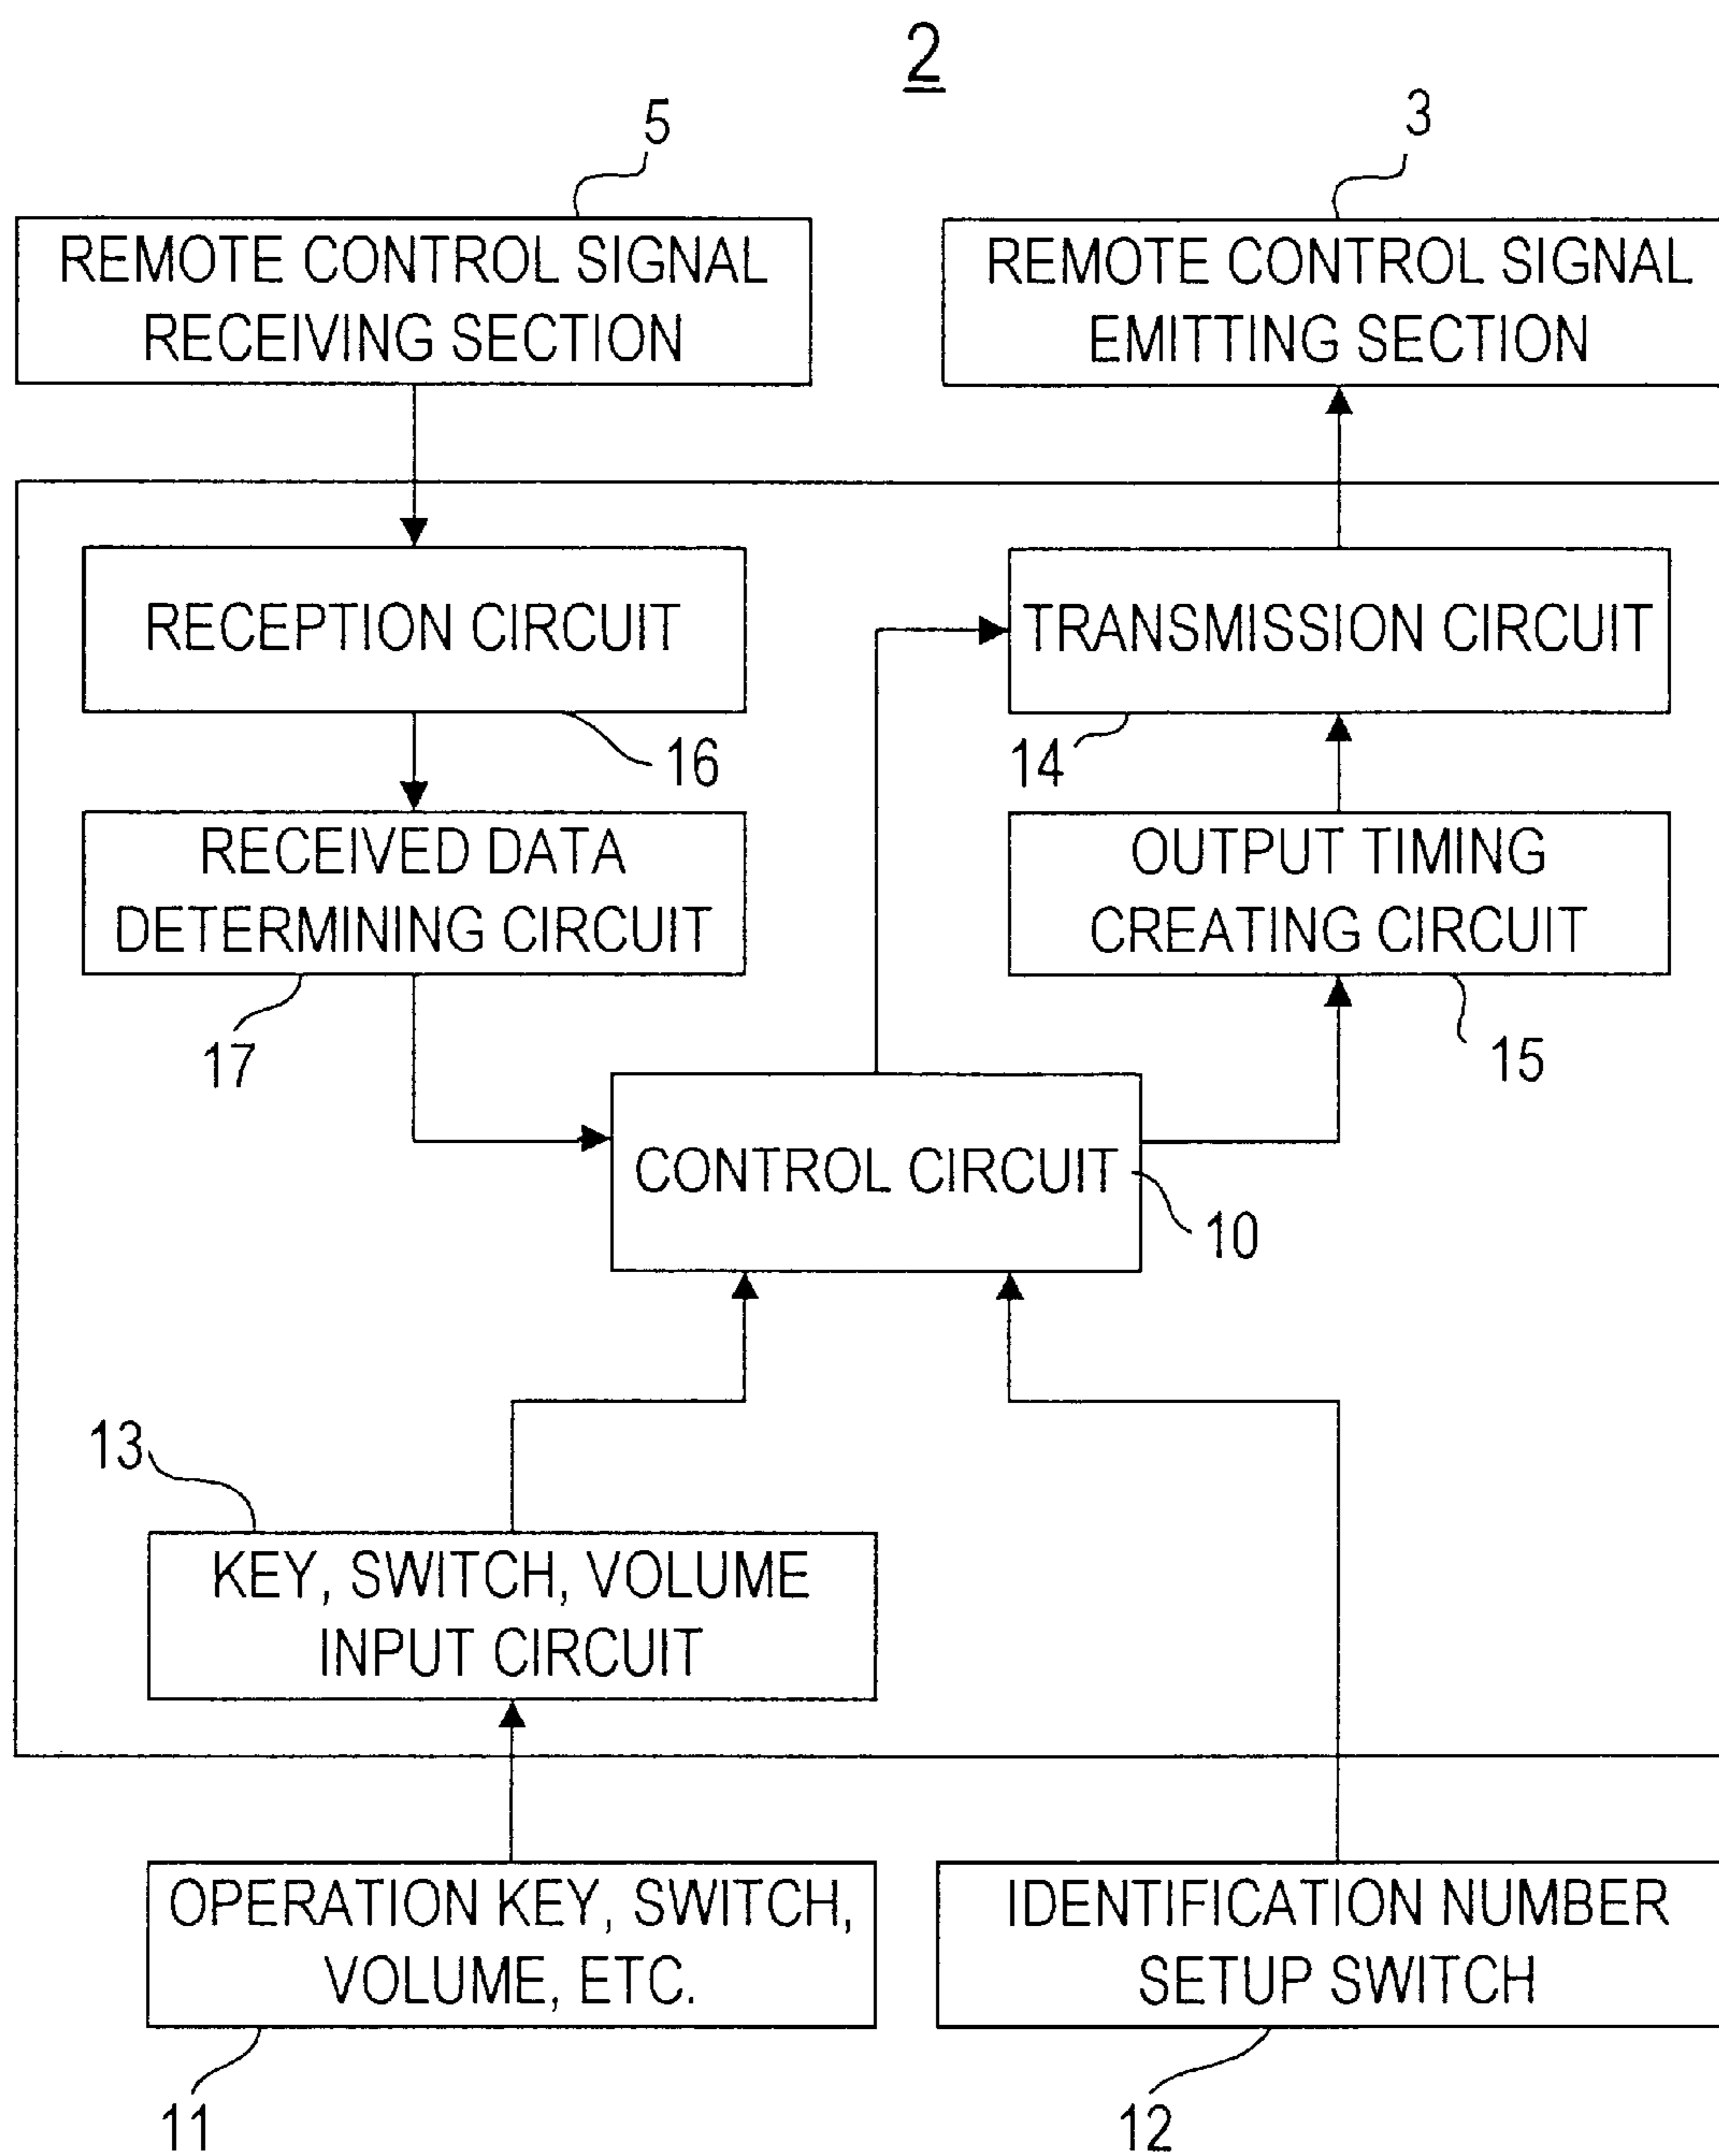 2
5
3
REMOTE CONTROL SIGNAL
RECEIVING SECTION
REMOTE CONTROL SIGNAL
EMITTING SECTION
RECEPTION CIRCUIT
16
TRANSMISSION CIRCUIT
14
RECEIVED DATA
DETERMINING CIRCUIT
17
OUTPUT TIMING
CREATING CIRCUIT
15
CONTROL CIRCUIT
10
13
KEY, SWITCH, VOLUME
INPUT CIRCUIT
OPERATION KEY, SWITCH,
VOLUME, ETC.
11
IDENTIFICATION NUMBER
SETUP SWITCH
12